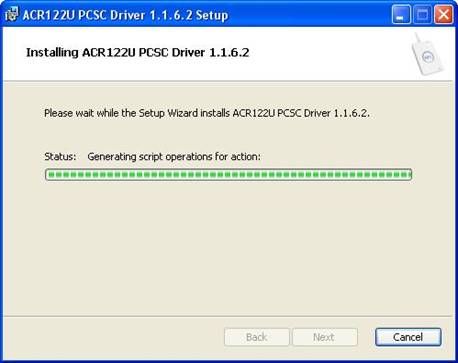 ACR122U PCSC Driver 1.1.6.2 Setup
Installing ACR122U PCSC Driver 1.1.6.2
Please wait while the Setup Wizard installs ACR122U PCSC Driver 1.1.6.2.
Status: Generating script operations for action:
Back Next Cancel